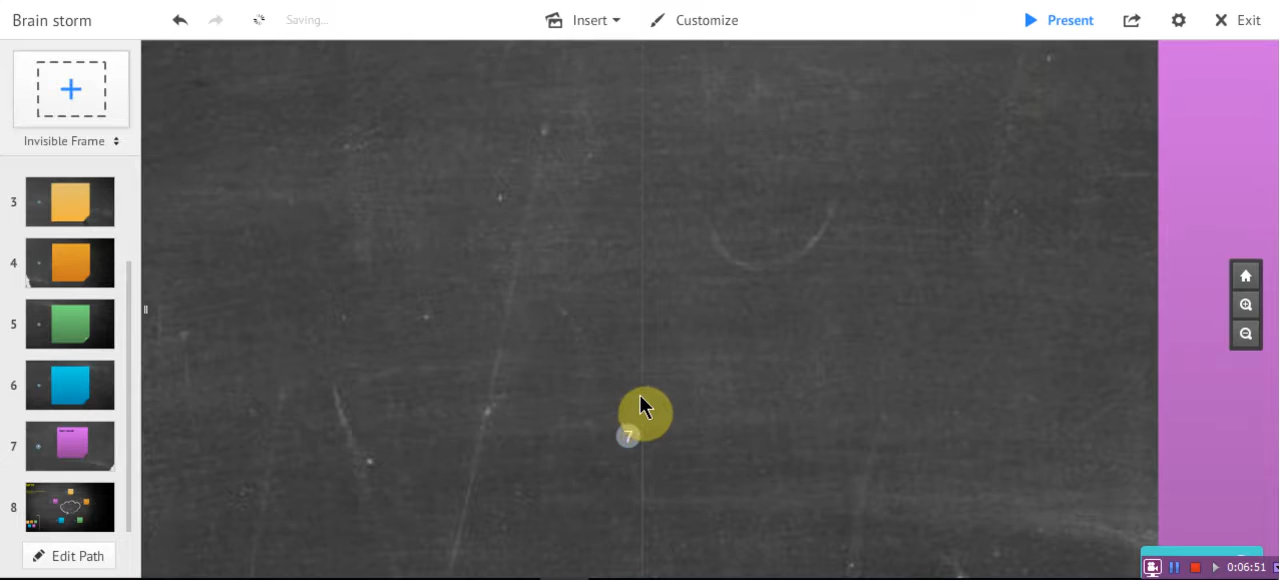 Brain storm
Saving...
Insert
Customize
Present
Exit
Invisible Frame
3
4
5
6
7
8
Edit Path
7
0:06:51